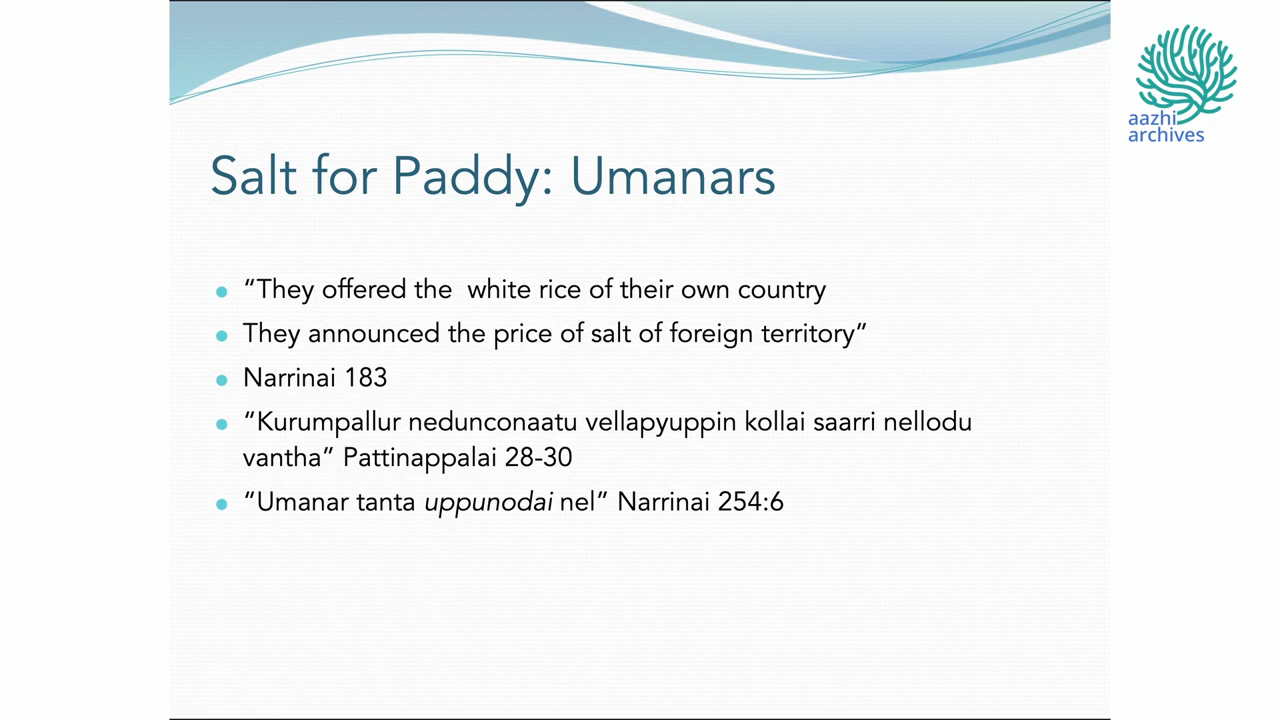 aazhi
archives
Salt for Paddy: Umanars
“They offered the  white rice of their own country
They announced the price of salt of foreign territory”
Narrinai 183
“Kurumpallur nedunconaatu vellapyuppin kollai saarri nellodu
vantha” Pattinappalai 28-30
“Umanar tanta uppunodai nel” Narrinai 254:6